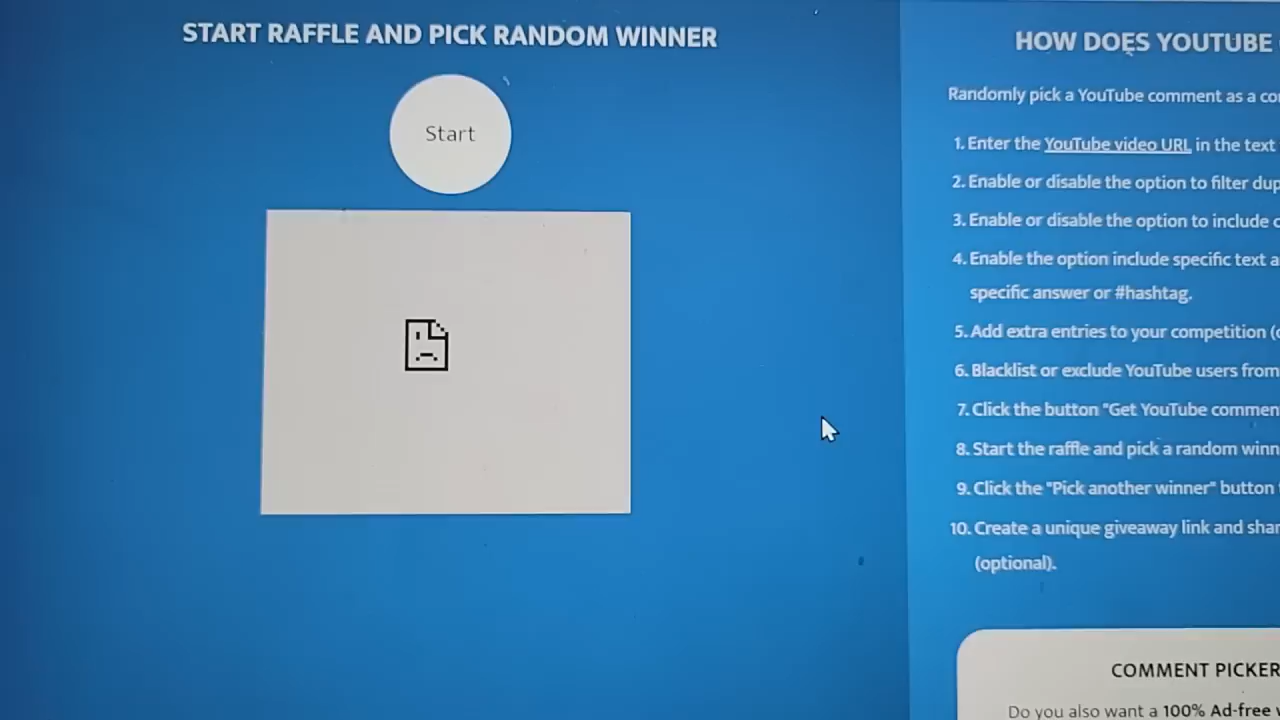 START RAFFLE AND PICK RANDOM WINNER
Start
HOW DOES YOUTUBE
Randomly pick a YouTube comment as a
1. Enter the YouTube video URL in the text
2. Enable or disable the option to filter
3. Enable or disable the option to include
4. Enable the option include specific text
specific answer or #hashtag.
5. Add extra entries to your competition
6. Blacklist or exclude YouTube users from
7. Click the button "Get YouTube
8. Start the raffle and pick a random
9. Click the "Pick another winner" button
10. Create a unique giveaway link and
(optional).
COMMENT PICKER
Do you also want a 100% Ad-free